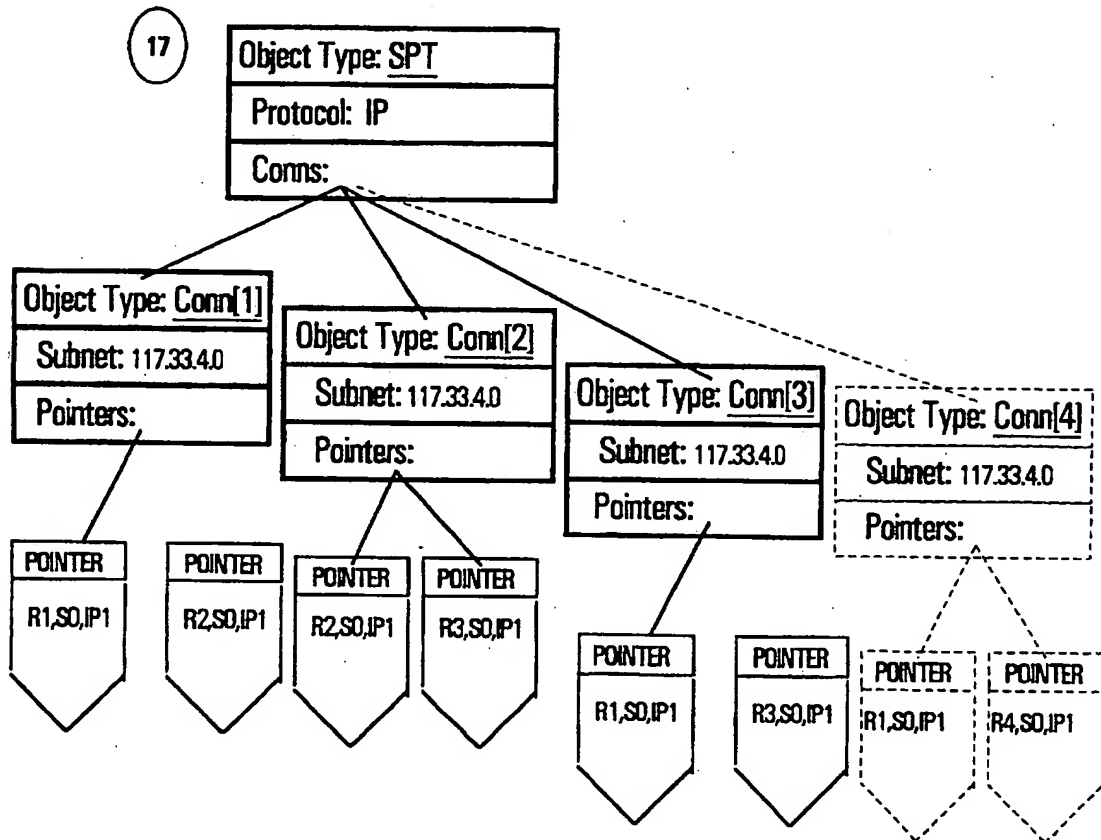 17
Object Type: SPT
Protocol: IP
Conns:
Object Type: Conn[1]
Subnet: 117.33.4.0
Pointers:
Object Type: Conn[2]
Subnet: 117.33.4.0
Pointers:
Object Type: Conn[3]
Subnet: 117.33.4.0
Pointers:
Object Type: Conn[4]
Subnet: 117.33.4.0
Pointers:
POINTER
R1,S0,IP1
POINTER
R2,S0,IP1
POINTER
R2,S0,IP1
POINTER
R3,S0,IP1
POINTER
R1,S0,IP1
POINTER
R3,S0,IP1
POINTER
R1,S0,IP1
POINTER
R4,S0,IP1